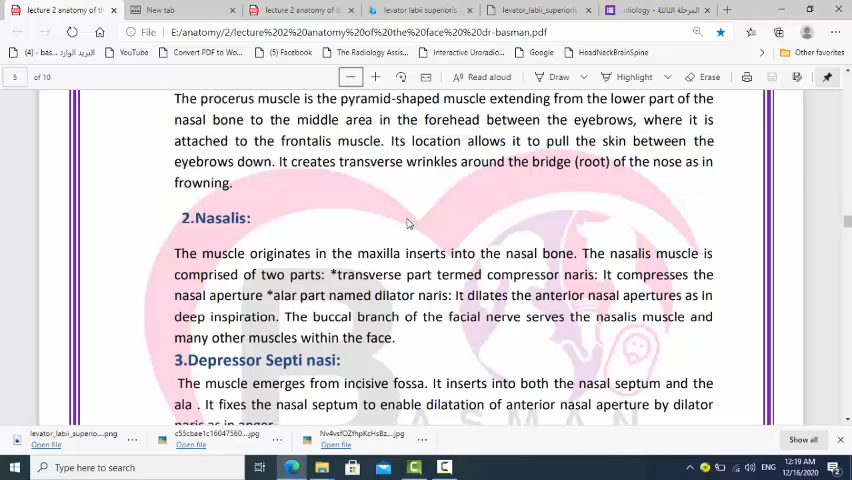 lecture 2 anatomy of th
New tab
lecture 2 anatomy of the
levator labii superioris
levator_labii_superioris
المرحلة الثالثة - Radiology
File
E:/anatomy/2/lecture%202%20anatomy%20of%20the%20face%20%20dr-basman.pdf
البريد الوارد (4) - bas...
YouTube
Convert PDF to Wo...
(5) Facebook
The Radiology Assis...
Interactive Uroradio...
Google
HeadNeckBrainSpine
Other favorites
5 of 10
Read aloud
Draw
Highlight
Erase
The procerus muscle is the pyramid-shaped muscle extending from the lower part of the
nasal bone to the middle area in the forehead between the eyebrows, where it is
attached to the frontalis muscle. Its location allows it to pull the skin between the
eyebrows down. It creates transverse wrinkles around the bridge (root) of the nose as in
frowning.
2.Nasalis:
The muscle originates in the maxilla inserts into the nasal bone. The nasalis muscle is
comprised of two parts: *transverse part termed compressor naris: It compresses the
nasal aperture *alar part named dilator naris: It dilates the anterior nasal apertures as in
deep inspiration. The buccal branch of the facial nerve serves the nasalis muscle and
many other muscles within the face.
3.Depressor Septi nasi:
The muscle emerges from incisive fossa. It inserts into both the nasal septum and the
ala . It fixes the nasal septum to enable dilatation of anterior nasal aperture by dilator
naris as in anger.
BASMAN
levator_labii_superio....png
Open file
c55cbae1c16047560....jpg
Open file
Nv4vsfOZfhpKcHsBz....jpg
Open file
Show all
Type here to search
ENG
12:19 AM
12/16/2020